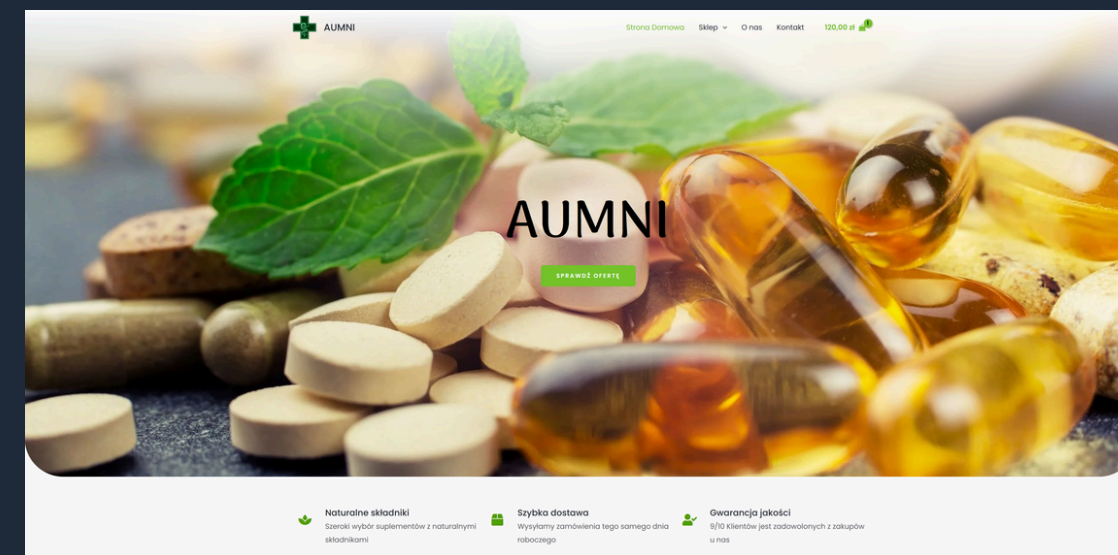 AUMNI
Strona Domowa Sklep O nas Kontakt 120,00 zł 1
AUMNI
SPRAWDŹ OFERTĘ
Naturalne składniki
Szeroki wybór suplementów z naturalnymi
składnikami
Szybka dostawa
Wysyłamy zamówienia tego samego dnia
roboczego
Gwarancja jakości
9/10 Klientów jest zadowolonych z zakupów
u nas